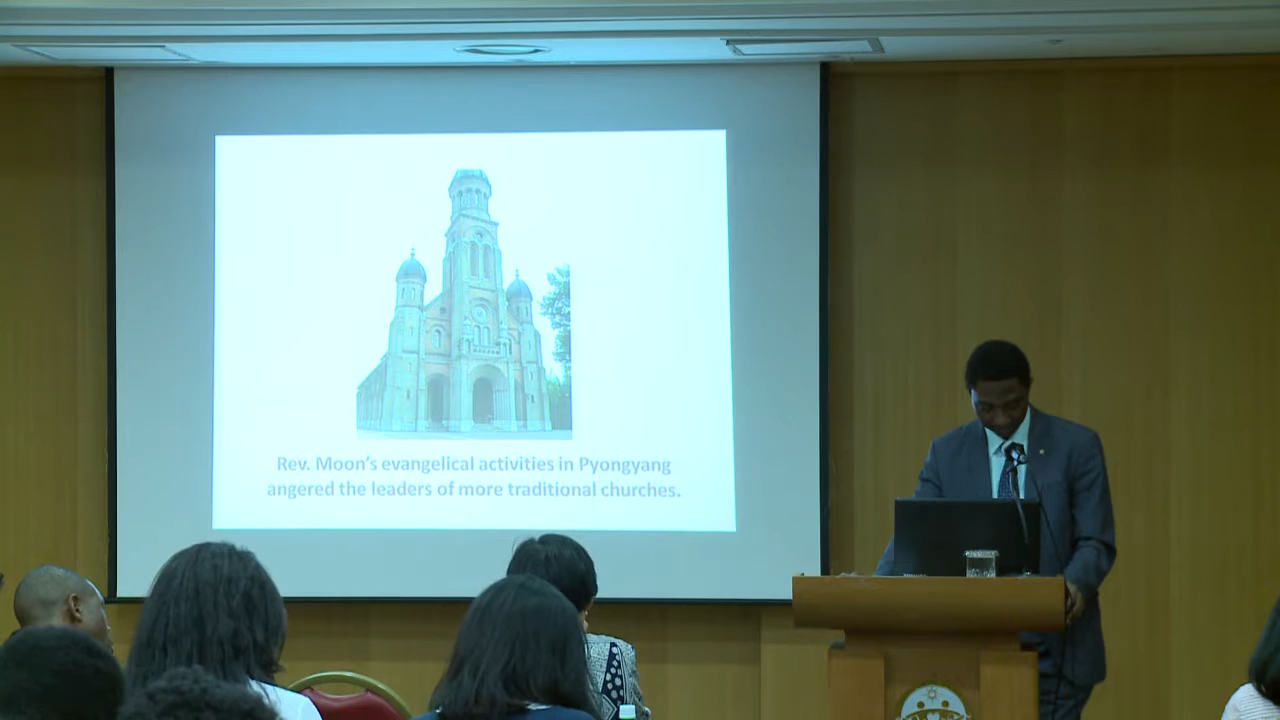 Rev. Moon's evangelical activities in Pyongyang
angered the leaders of more traditional churches.